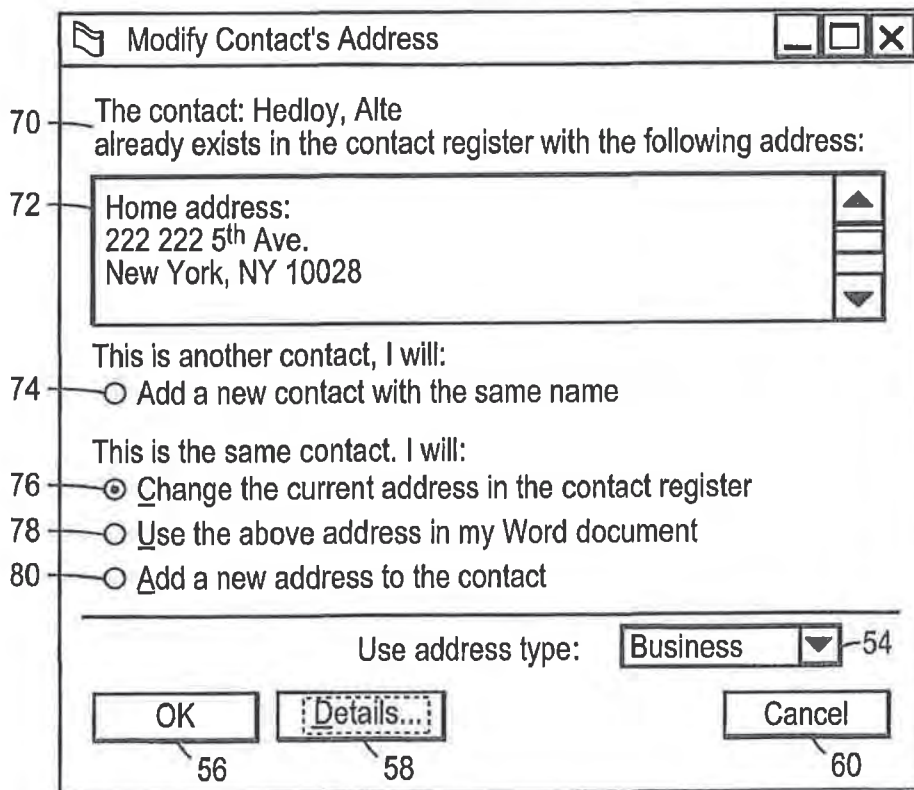 Modify Contact's Address
70 The contact: Hedloy, Alte
already exists in the contact register with the following address:
72 Home address:
222 222 5th Ave.
New York, NY 10028
This is another contact, I will:
74 Add a new contact with the same name
This is the same contact. I will:
76 Change the current address in the contact register
78 Use the above address in my Word document
80 Add a new address to the contact
Use address type: Business 54
OK Details... Cancel
56 58 60